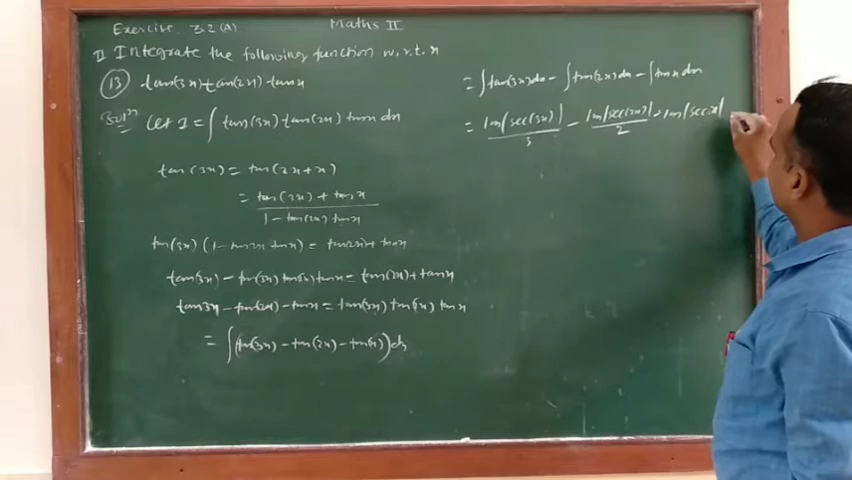 Exercise 3.2 (A) Maths II
II Integrate the following function w.r.t. x
13 tan(3x) tan(2x) tan x
Solⁿ Let I = ∫ tan(3x) tan(2x) tan x dx
tan(3x) = tan(2x + x)
= tan(2x) + tan x / 1 - tan(2x) tan x
tan(3x) (1 - tan 2x tan x) = tan(2x) + tan x
tan(3x) - tan(3x) tan(2x) tan x = tan(2x) + tan x
tan 3x - tan(2x) - tan x = tan(3x) tan(2x) tan x
= ∫ (tan(3x) - tan(2x) - tan(x)) dx
= ∫ tan(3x) dx - ∫ tan(2x) dx - ∫ tan x dx
= ln|sec(3x)| / 3 - ln|sec(2x)| / 2 - ln|sec x|